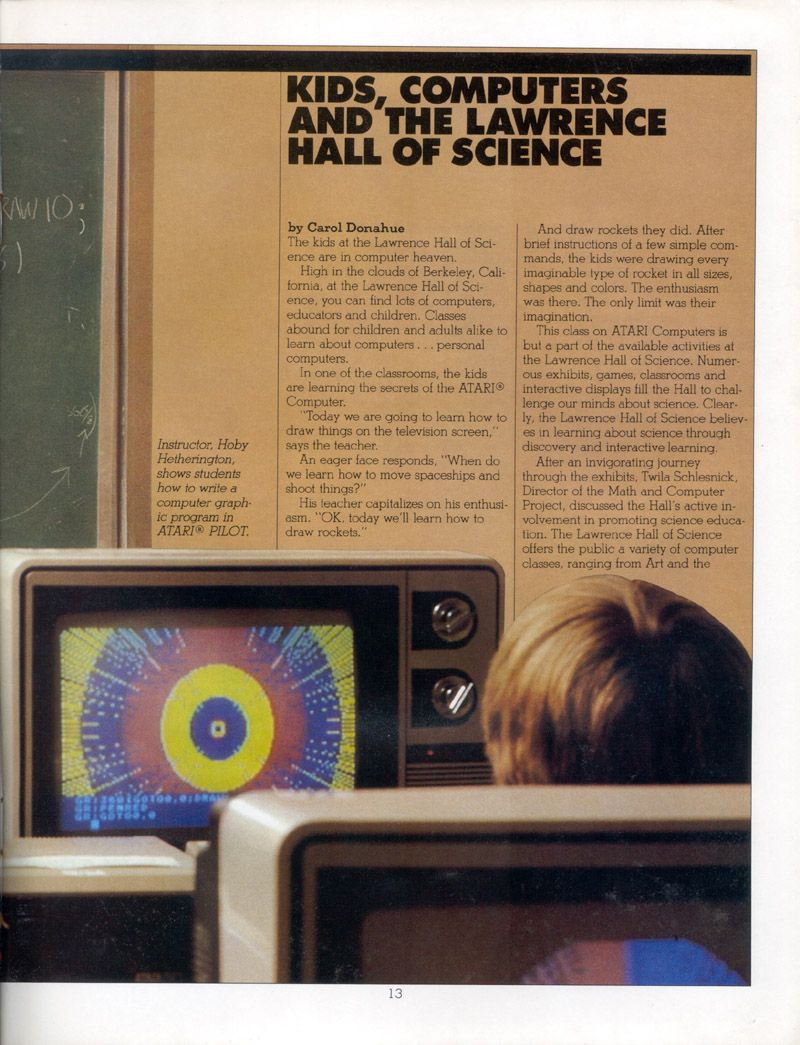 RAW 10;
KIDS, COMPUTERS
AND THE LAWRENCE
HALL OF SCIENCE
Instructor, Hoby
Hetherington,
shows students
how to write a
computer graph-
ic program in
ATARI® PILOT.
by Carol Donahue
The kids at the Lawrence Hall of Sci-
ence are in computer heaven.
High in the clouds of Berkeley, Cali-
fornia, at the Lawrence Hall of Sci-
ence, you can find lots of computers,
educators and children. Classes
abound for children and adults alike to
learn about computers . . . personal
computers.
In one of the classrooms, the kids
are learning the secrets of the ATARI®
Computer.
"Today we are going to learn how to
draw things on the television screen,"
says the teacher.
An eager face responds, "When do
we learn how to move spaceships and
shoot things?"
His teacher capitalizes on his enthusi-
asm. "OK, today we'll learn how to
draw rockets."
And draw rockets they did. After
brief instructions of a few simple com-
mands, the kids were drawing every
imaginable type of rocket in all sizes,
shapes and colors. The enthusiasm
was there. The only limit was their
imagination.
This class on ATARI Computers is
but a part of the available activities at
the Lawrence Hall of Science. Numer-
ous exhibits, games, classrooms and
interactive displays fill the Hall to chal-
lenge our minds about science. Clear-
ly, the Lawrence Hall of Science believ-
es in learning about science through
discovery and interactive learning.
After an invigorating journey
through the exhibits, Twila Schlesnick,
Director of the Math and Computer
Project, discussed the Hall's active in-
volvement in promoting science educa-
tion. The Lawrence Hall of Science
offers the public a variety of computer
classes, ranging from Art and the
GR:PENRED
GR:GOTO0,0
13